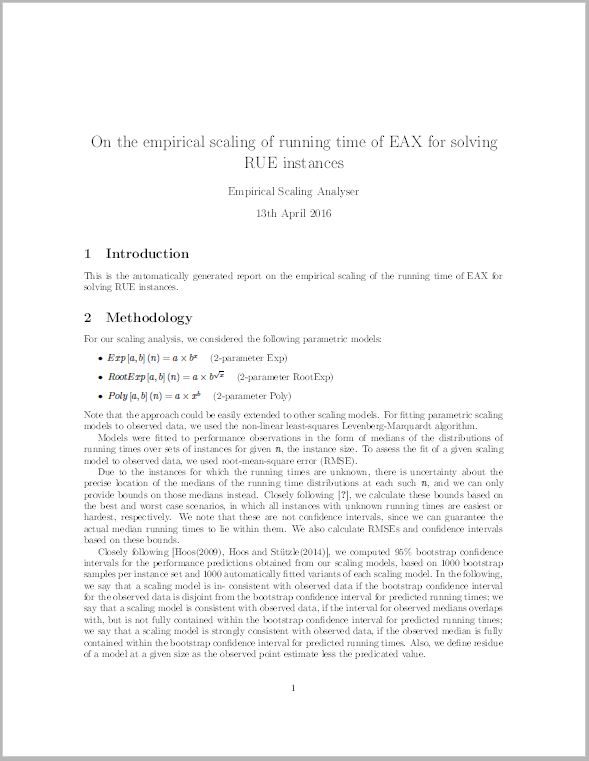 On the empirical scaling of running time of EAX for solving
RUE instances
Empirical Scaling Analyser
13th April 2016
1 Introduction
This is the automatically generated report on the empirical scaling of the running time of EAX for
solving RUE instances.
2 Methodology
For our scaling analysis, we considered the following parametric models:
• Exp [a, b] (n) = a × b^x (2-parameter Exp)
• RootExp [a, b] (n) = a × b^√x (2-parameter RootExp)
• Poly [a, b] (n) = a × x^b (2-parameter Poly)
Note that the approach could be easily extended to other scaling models. For fitting parametric scaling
models to observed data, we used the non-linear least-squares Levenberg-Marquardt algorithm.
Models were fitted to performance observations in the form of medians of the distributions of
running times over sets of instances for given n, the instance size. To assess the fit of a given scaling
model to observed data, we used root-mean-square error (RMSE).
Due to the instances for which the running times are unknown, there is uncertainty about the
precise location of the medians of the running time distributions at each such n, and we can only
provide bounds on those medians instead. Closely following [?], we calculate these bounds based on
the best and worst case scenarios, in which all instances with unknown running times are easiest or
hardest, respectively. We note that these are not confidence intervals, since we can guarantee the
actual median running times to lie within them. We also calculate RMSEs and confidence intervals
based on these bounds.
Closely following [Hoos(2009), Hoos and Stützle(2014)], we computed 95% bootstrap confidence
intervals for the performance predictions obtained from our scaling models, based on 1000 bootstrap
samples per instance set and 1000 automatically fitted variants of each scaling model. In the following,
we say that a scaling model is in- consistent with observed data if the bootstrap confidence interval
for the observed data is disjoint from the bootstrap confidence interval for predicted running times; we
say that a scaling model is consistent with observed data, if the interval for observed medians overlaps
with, but is not fully contained within the bootstrap confidence interval for predicted running times;
we say that a scaling model is strongly consistent with observed data, if the observed median is fully
contained within the bootstrap confidence interval for predicted running times. Also, we define residue
of a model at a given size as the observed point estimate less the predicated value.
1